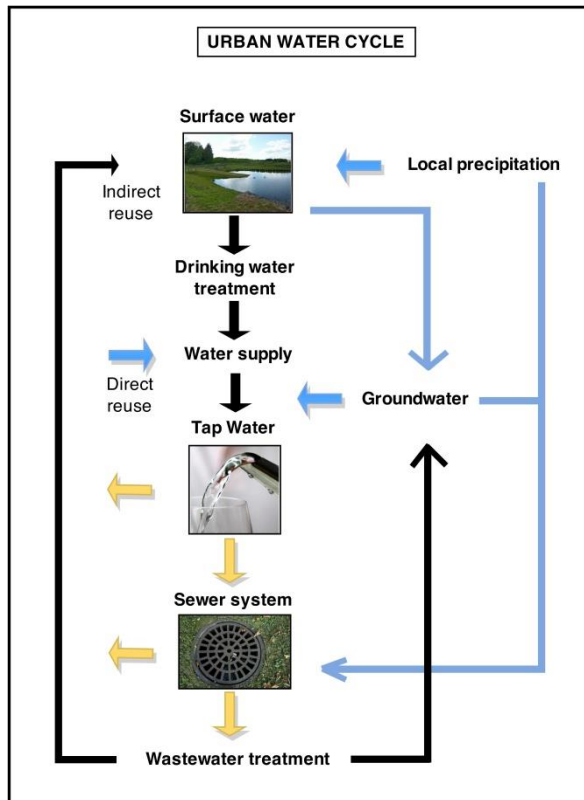 URBAN WATER CYCLE
Surface water
Local precipitation
Indirect
reuse
Drinking water
treatment
Water supply
Direct
reuse
Groundwater
Tap Water
Sewer system
Wastewater treatment